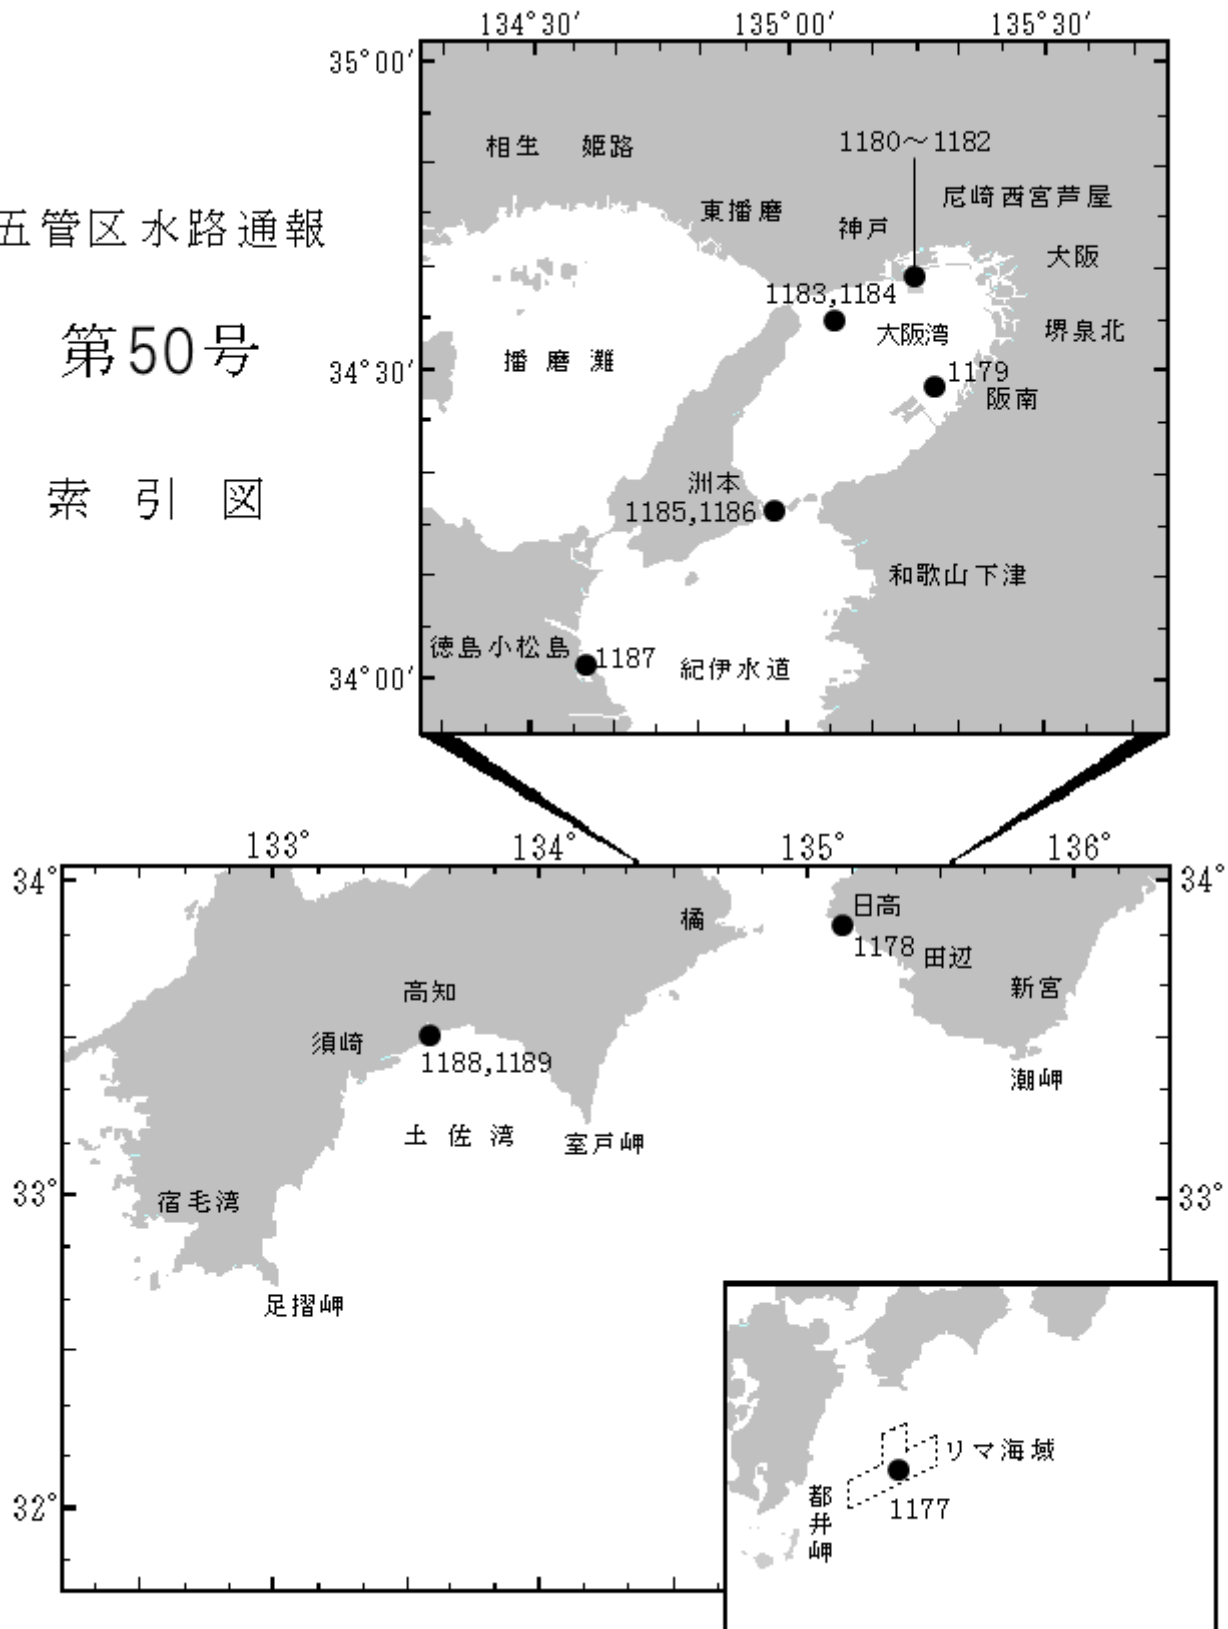 134°30′ 135°00′ 135°30′
35°00′
相生 姫路
1180～1182
東播磨
神戸
尼崎西宮芦屋
大阪
五管区水路通報
第50号
索引図
1183,1184
大阪湾
堺泉北
播磨灘
34°30′
1179
阪南
洲本
1185,1186
和歌山下津
徳島小松島
1187
紀伊水道
34°00′
133° 134° 135° 136°
34° 34°
橘
日高
1178
田辺
高知
新宮
須崎
1188,1189
潮岬
土佐湾
室戸岬
33° 33°
宿毛湾
足摺岬
リマ海域
都井岬
1177
32°